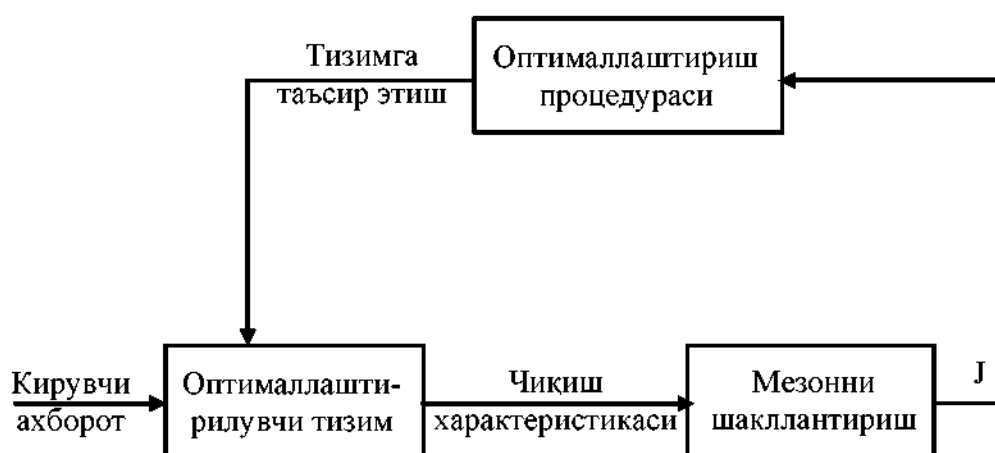 Тизимга
таъсир этиш
Оптималлаштириш
процедураси
Кирувчи
ахборот
Оптималлашти-
рилувчи тизим
Чиқиш
характеристикаси
Мезонни
шакллантириш
J